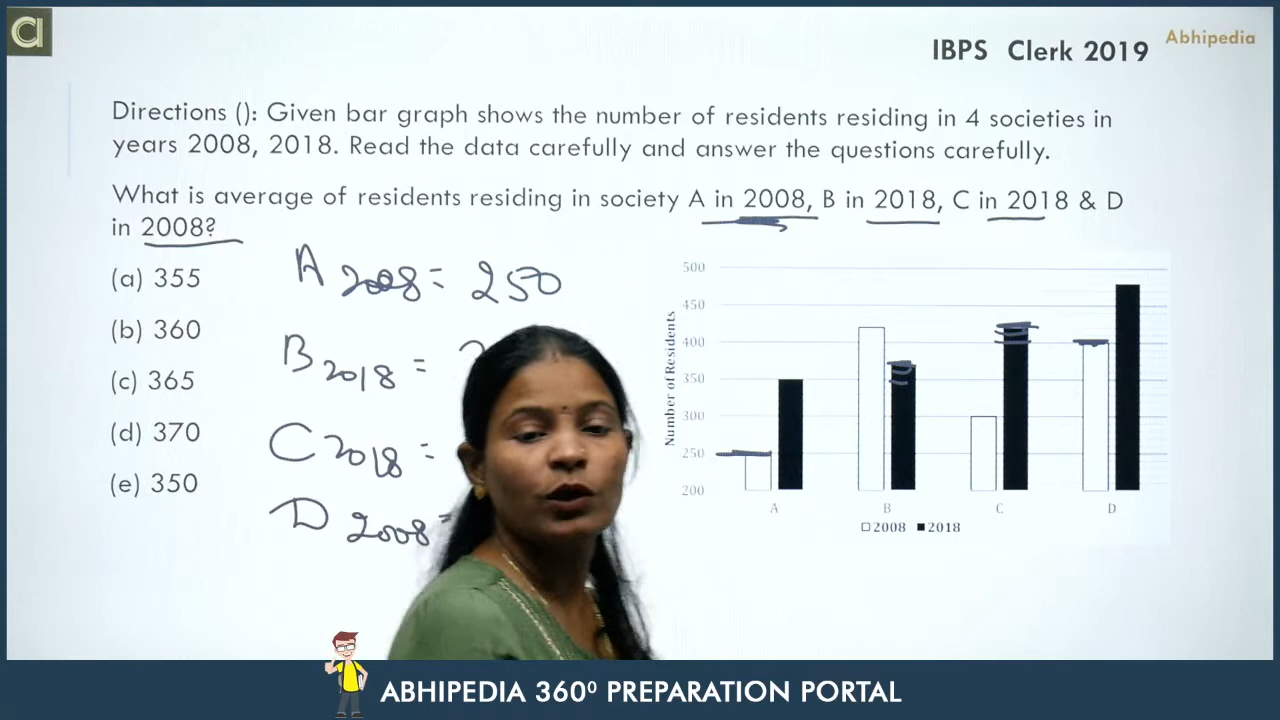 IBPS Clerk 2019
Abhipedia
Directions (): Given bar graph shows the number of residents residing in 4 societies in
years 2008, 2018. Read the data carefully and answer the questions carefully.
What is average of residents residing in society A in 2008, B in 2018, C in 2018 & D
in 2008?
(a) 355
(b) 360
(c) 365
(d) 370
(e) 350
A 2008 = 250
B 2018 =
C 2018 =
D 2008 =
Number of Residents
500
450
400
350
300
250
200
A B C D
2008 2018
ABHIPEDIA 360⁰ PREPARATION PORTAL